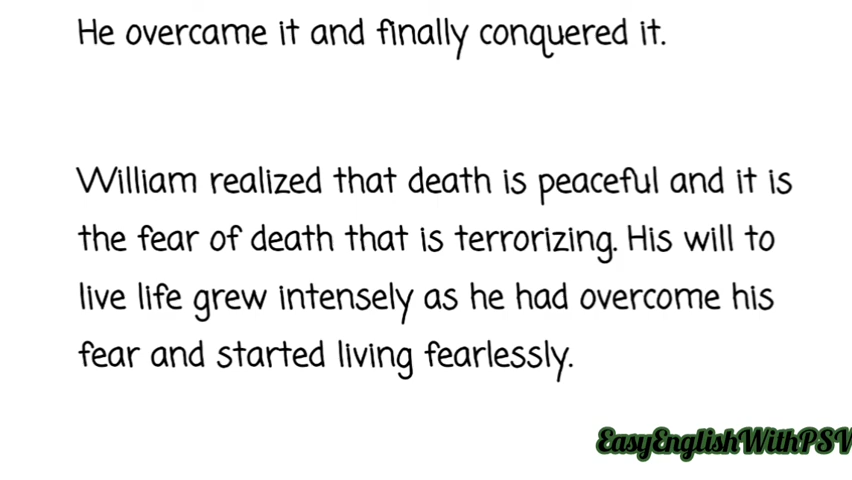 He overcame it and finally conquered it.
William realized that death is peaceful and it is
the fear of death that is terrorizing. His will to
live life grew intensely as he had overcome his
fear and started living fearlessly.
EasyEnglishWithPSV